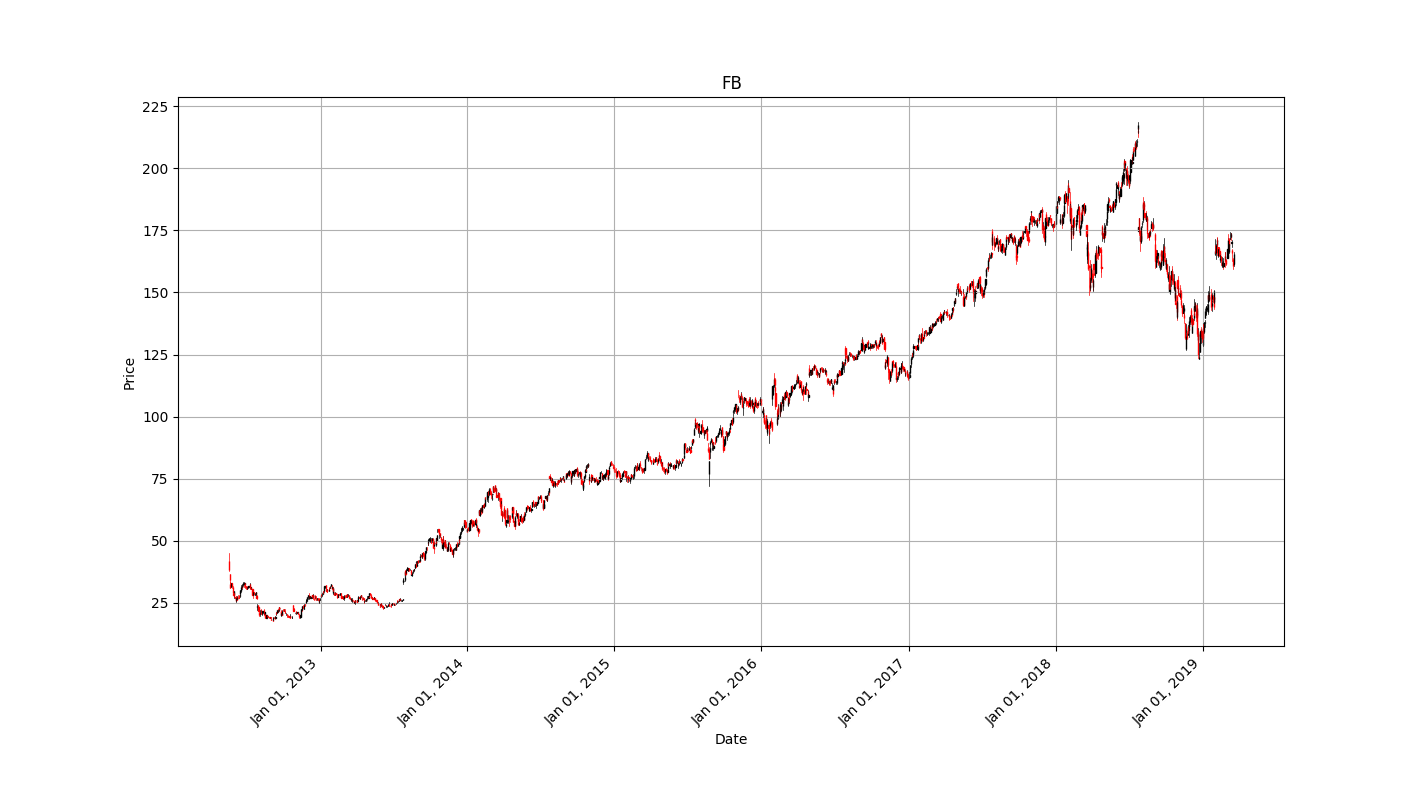 FB
225
200
175
150
125
100
75
50
25
Price
Jan 01, 2013
Jan 01, 2014
Jan 01, 2015
Jan 01, 2016
Jan 01, 2017
Jan 01, 2018
Jan 01, 2019
Date